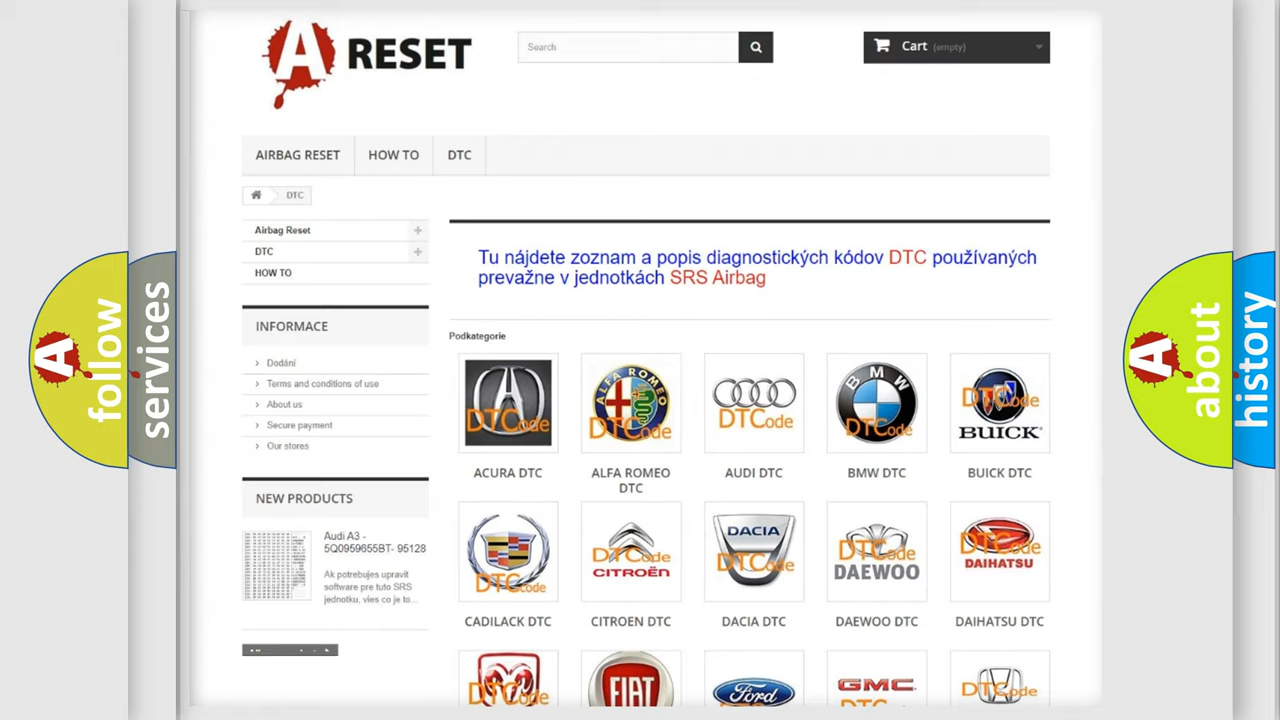 A RESET
Search
Cart (empty)
AIRBAG RESET
HOW TO
DTC
DTC
Airbag Reset
DTC
HOW TO
Tu nájdete zoznam a popis diagnostických kódov DTC používaných
prevažne v jednotkách SRS Airbag
INFORMACE
Dodání
Terms and conditions of use
About us
Secure payment
Our stores
Podkategorie
DTCode
ALFA ROMEO
DTCode
DTCode
BMW
DTCode
DTCode
BUICK
ACURA DTC
ALFA ROMEO
DTC
AUDI DTC
BMW DTC
BUICK DTC
NEW PRODUCTS
Audi A3 -
5Q0959655BT- 95128
Ak potrebujes upravit
software pre tuto SRS
jednotku, vies co je to...
DTCode
DTCode
CITROËN
DACIA
DTCode
DTCode
DAEWOO
DTCode
DAIHATSU
CADILACK DTC
CITROEN DTC
DACIA DTC
DAEWOO DTC
DAIHATSU DTC
DTCode
FIAT
Ford
GMC
DTCode
A follow
services
A about
history